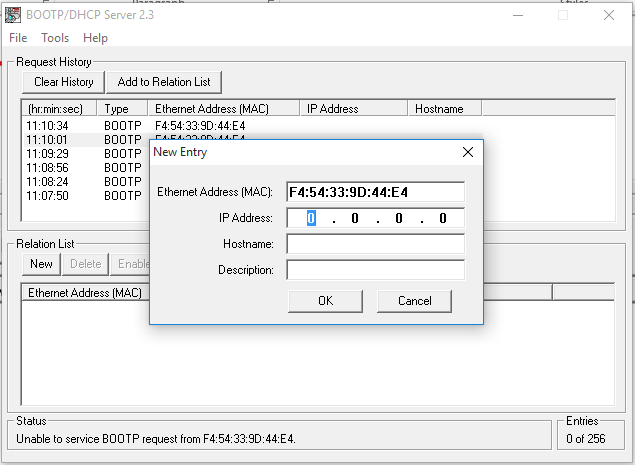 BOOTP/DHCP Server 2.3
File Tools Help
Request History
Clear History Add to Relation List
(hr:min:sec) Type Ethernet Address (MAC) IP Address Hostname
11:10:34 BOOTP F4:54:33:9D:44:E4
11:10:01 BOOTP F4:54:33:9D:44:E4
11:09:29 BOOTP
11:08:56 BOOTP
11:08:24 BOOTP
11:07:50 BOOTP
New Entry
Ethernet Address (MAC): F4:54:33:9D:44:E4
IP Address: 0 . 0 . 0 . 0
Hostname:
Description:
OK Cancel
Relation List
New Delete Enable
Ethernet Address (MAC)
Status
Unable to service BOOTP request from F4:54:33:9D:44:E4.
Entries
0 of 256